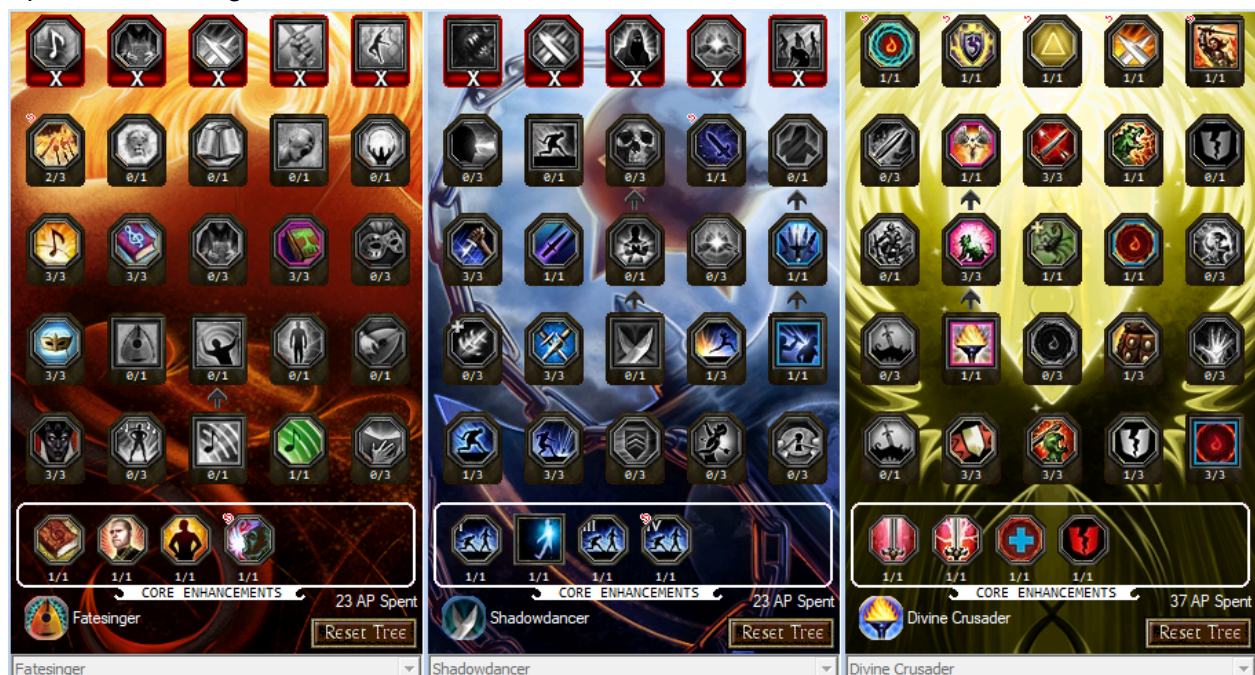 X X X X X
2/3 0/1 0/1 0/1 0/1
3/3 3/3 0/3 3/3 0/3
3/3 0/1 0/1 0/1 0/1
3/3 0/3 0/1 1/1 0/3
1/1 1/1 1/1 1/1
CORE ENHANCEMENTS
23 AP Spent
Fatesinger
Reset Tree
Fatesinger
X X X X X
0/3 0/1 0/3 1/1 0/1
3/3 1/1 0/1 0/3 1/1
0/3 3/3 0/1 1/3 1/1
1/3 3/3 0/3 0/3 0/3
I III IV
1/1 1/1 1/1 1/1
CORE ENHANCEMENTS
23 AP Spent
Shadowdancer
Reset Tree
Shadowdancer
1/1 1/1 1/1 1/1 1/1
0/3 1/1 3/3 1/1 0/1
0/1 3/3 1/1 1/1 0/3
0/3 1/1 0/3 1/3 0/3
0/1 3/3 3/3 1/3 3/3
1/1 1/1 1/1 1/1
CORE ENHANCEMENTS
37 AP Spent
Divine Crusader
Reset Tree
Divine Crusader